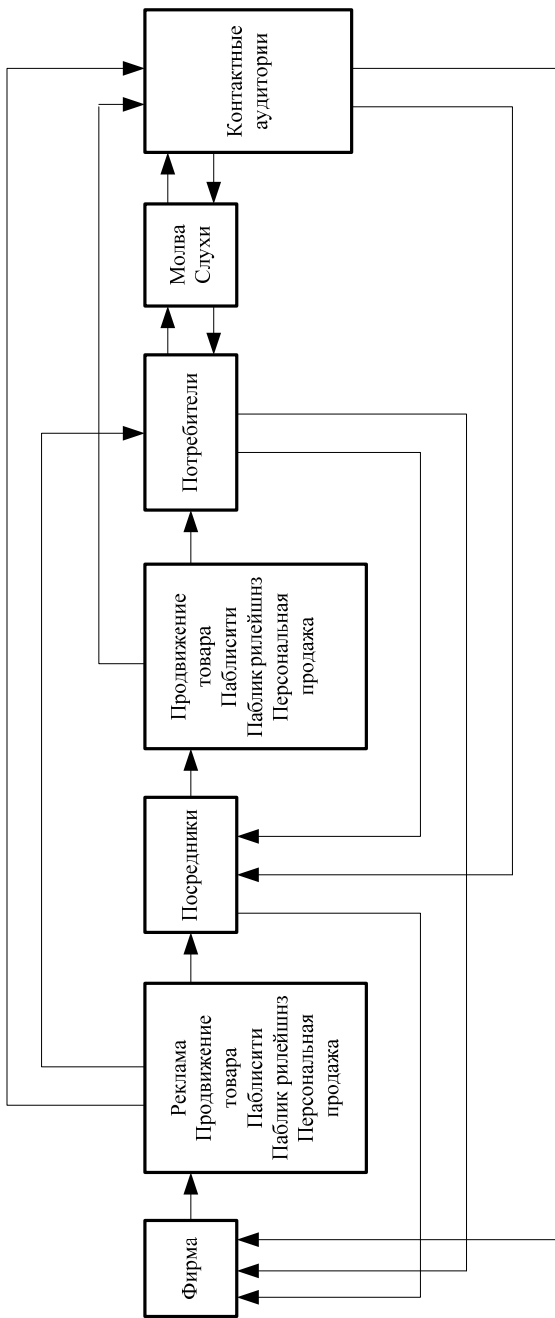 Фирма
Реклама
Продвижение
товара
Паблисити
Паблик рилейшнз
Персональная
продажа
Посредники
Продвижение
товара
Паблисити
Паблик рилейшнз
Персональная
продажа
Потребители
Молва
Слухи
Контактные
аудитории